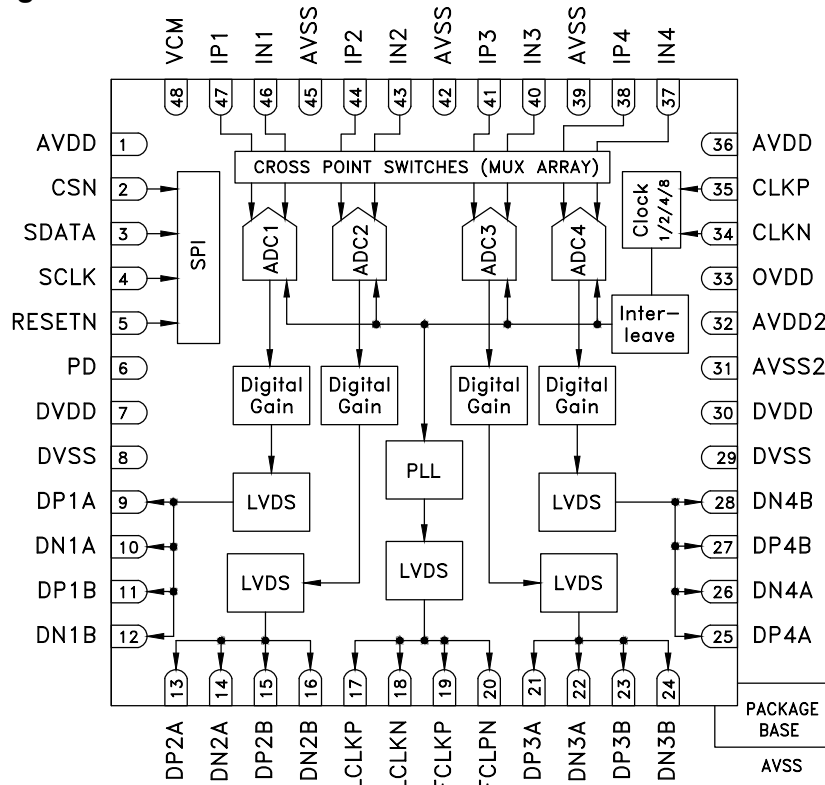 VCM
IP1
IN1
AVSS
IP2
IN2
AVSS
IP3
IN3
AVSS
IP4
IN4
48
47
46
45
44
43
42
41
40
39
38
37
AVDD 1
CSN 2
SDATA 3
SCLK 4
RESETN 5
PD 6
DVDD 7
DVSS 8
DP1A 9
DN1A 10
DP1B 11
DN1B 12
SPI
CROSS POINT SWITCHES (MUX ARRAY)
ADC1
ADC2
ADC3
ADC4
Clock
1/2/4/8
Inter-
leave
Digital
Gain
Digital
Gain
Digital
Gain
Digital
Gain
PLL
LVDS
LVDS
LVDS
LVDS
LVDS
36 AVDD
35 CLKP
34 CLKN
33 OVDD
32 AVDD2
31 AVSS2
30 DVDD
29 DVSS
28 DN4B
27 DP4B
26 DN4A
25 DP4A
13
14
15
16
17
18
19
20
21
22
23
24
DP2A
DN2A
DP2B
DN2B
LCLKP
LCLKN
FCLKP
FCLPN
DP3A
DN3A
DP3B
DN3B
PACKAGE
BASE
AVSS